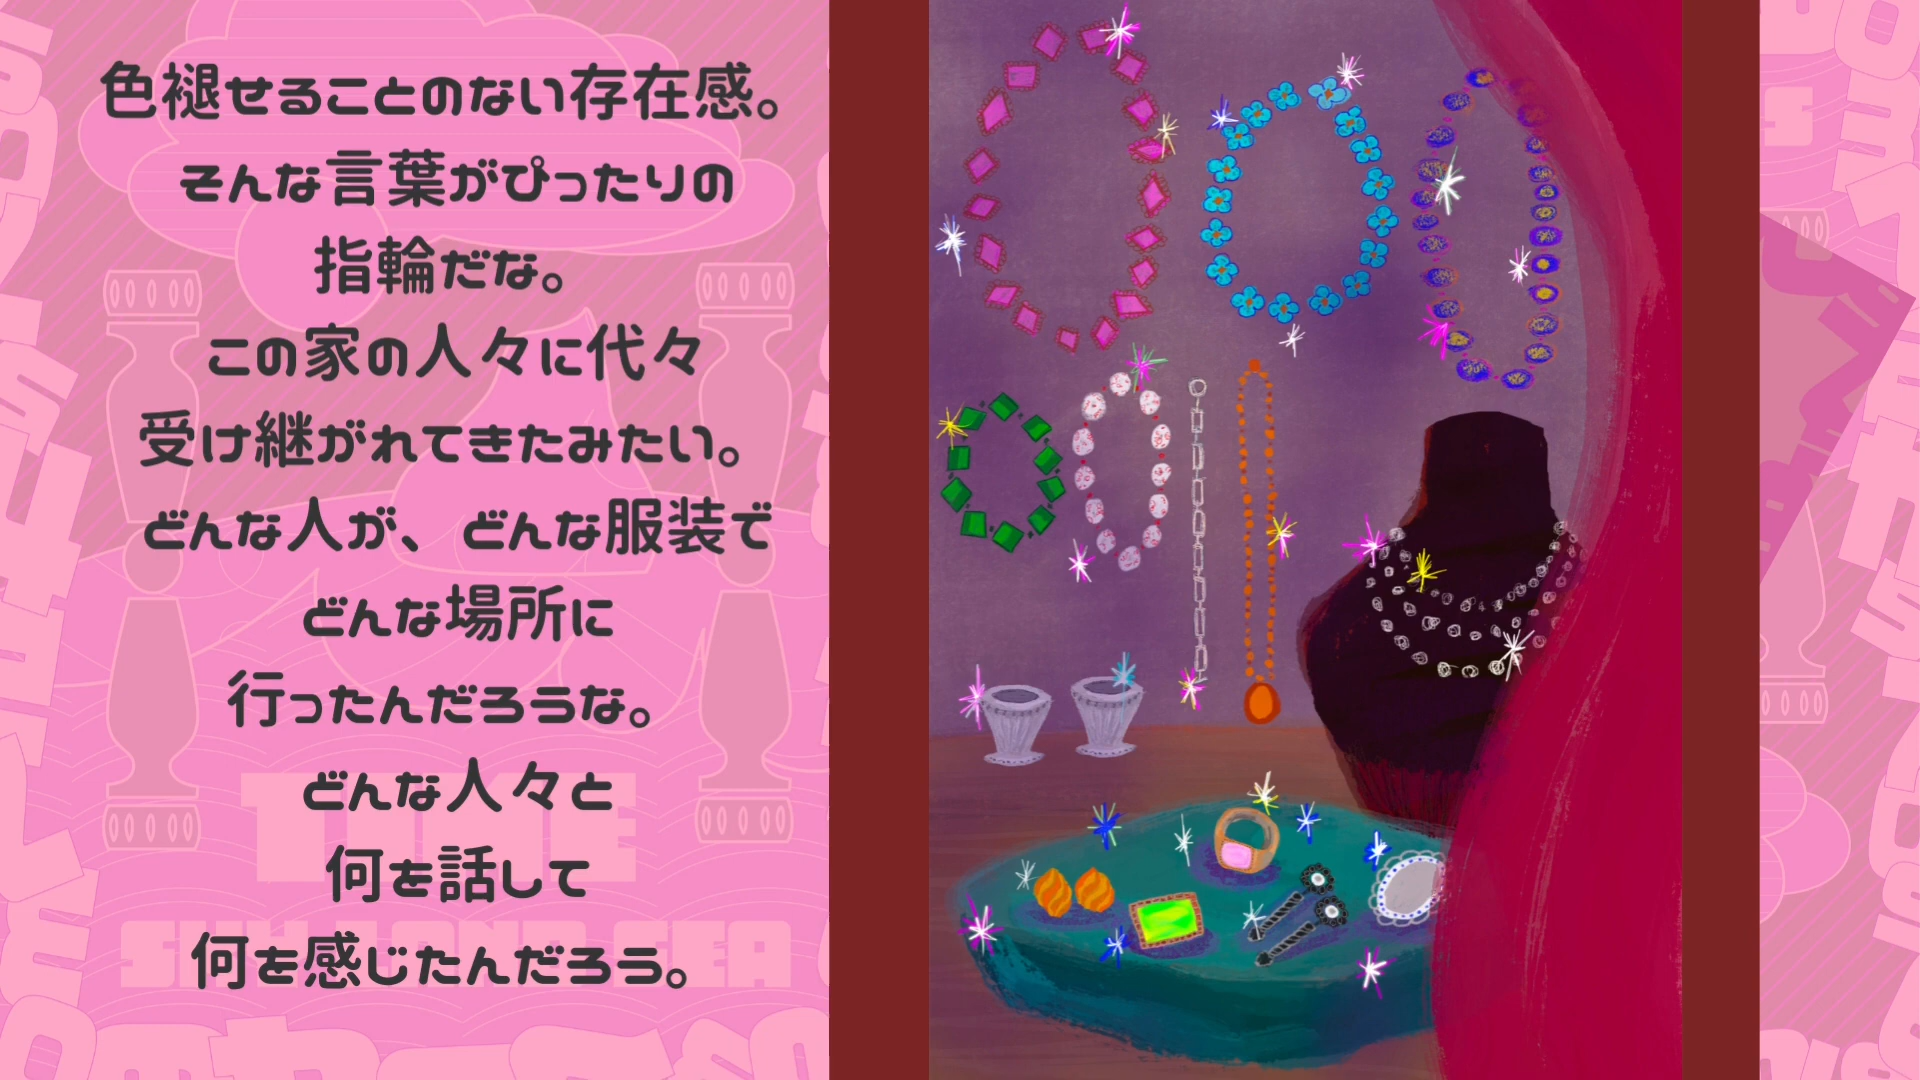 色褪せることのない存在感。
そんな言葉がぴったりの
指輪だな。
この家の人々に代々
受け継がれてきたみたい。
どんな人が、どんな服装で
どんな場所に
行ったんだろうな。
どんな人々と
何を話して
何を感じたんだろう。
TIME
SKY LAND SEA